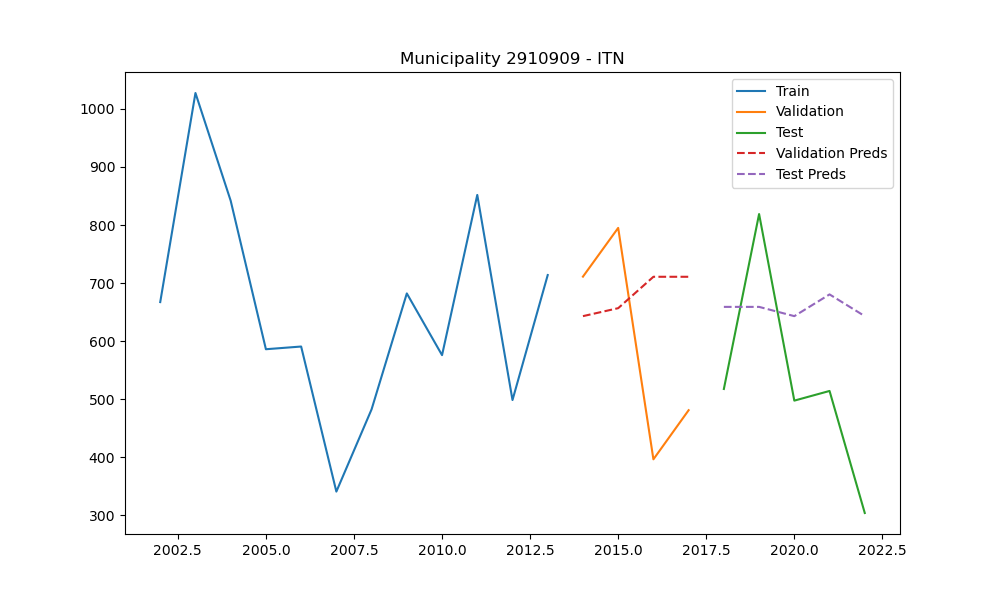 Municipality 2910909 - ITN
Train
Validation
Test
Validation Preds
Test Preds
1000
900
800
700
600
500
400
300
2002.5 2005.0 2007.5 2010.0 2012.5 2015.0 2017.5 2020.0 2022.5